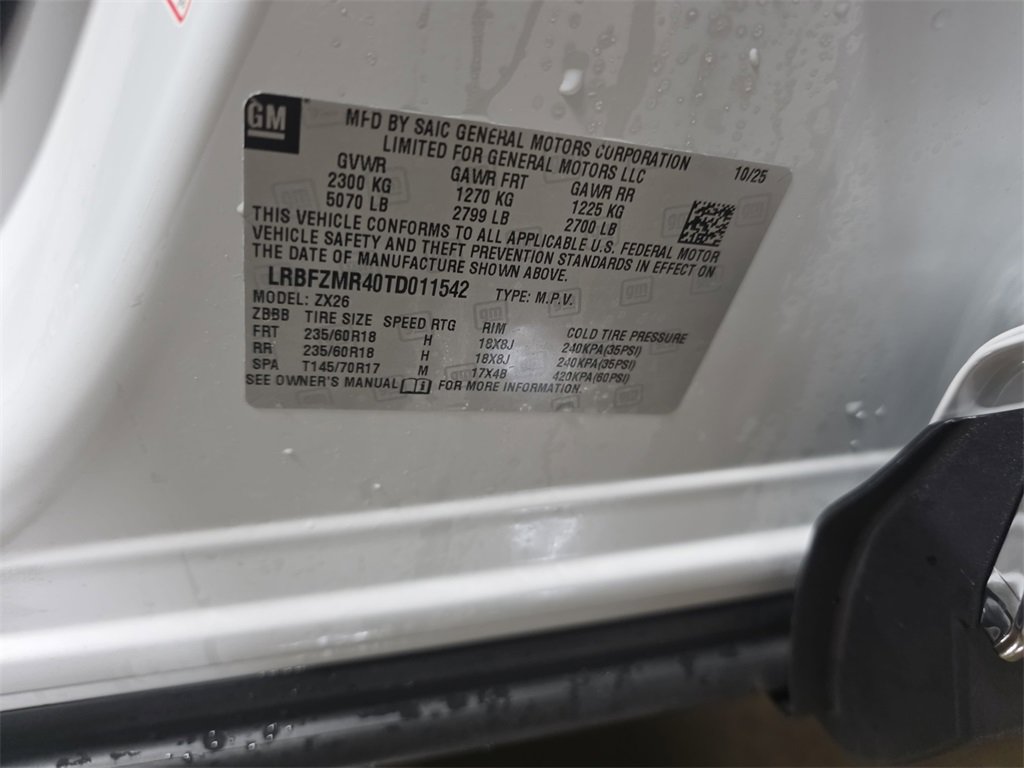 GM
MFD BY SAIC GENERAL MOTORS CORPORATION
LIMITED FOR GENERAL MOTORS LLC
10/25
GVWR GAWR FRT GAWR RR
2300 KG 1270 KG 1225 KG
5070 LB 2799 LB 2700 LB
THIS VEHICLE CONFORMS TO ALL APPLICABLE U.S. FEDERAL MOTOR
VEHICLE SAFETY AND THEFT PREVENTION STANDARDS IN EFFECT ON
THE DATE OF MANUFACTURE SHOWN ABOVE.
LRBFZMR40TD011542 TYPE: M.P.V.
MODEL: ZX26
ZBBB TIRE SIZE SPEED RTG RIM COLD TIRE PRESSURE
FRT 235/60R18 H 18X8J 240KPA(35PSI)
RR 235/60R18 H 18X8J 240KPA(35PSI)
SPA T145/70R17 M 17X4B 420KPA(60PSI)
SEE OWNER'S MANUAL FOR MORE INFORMATION.